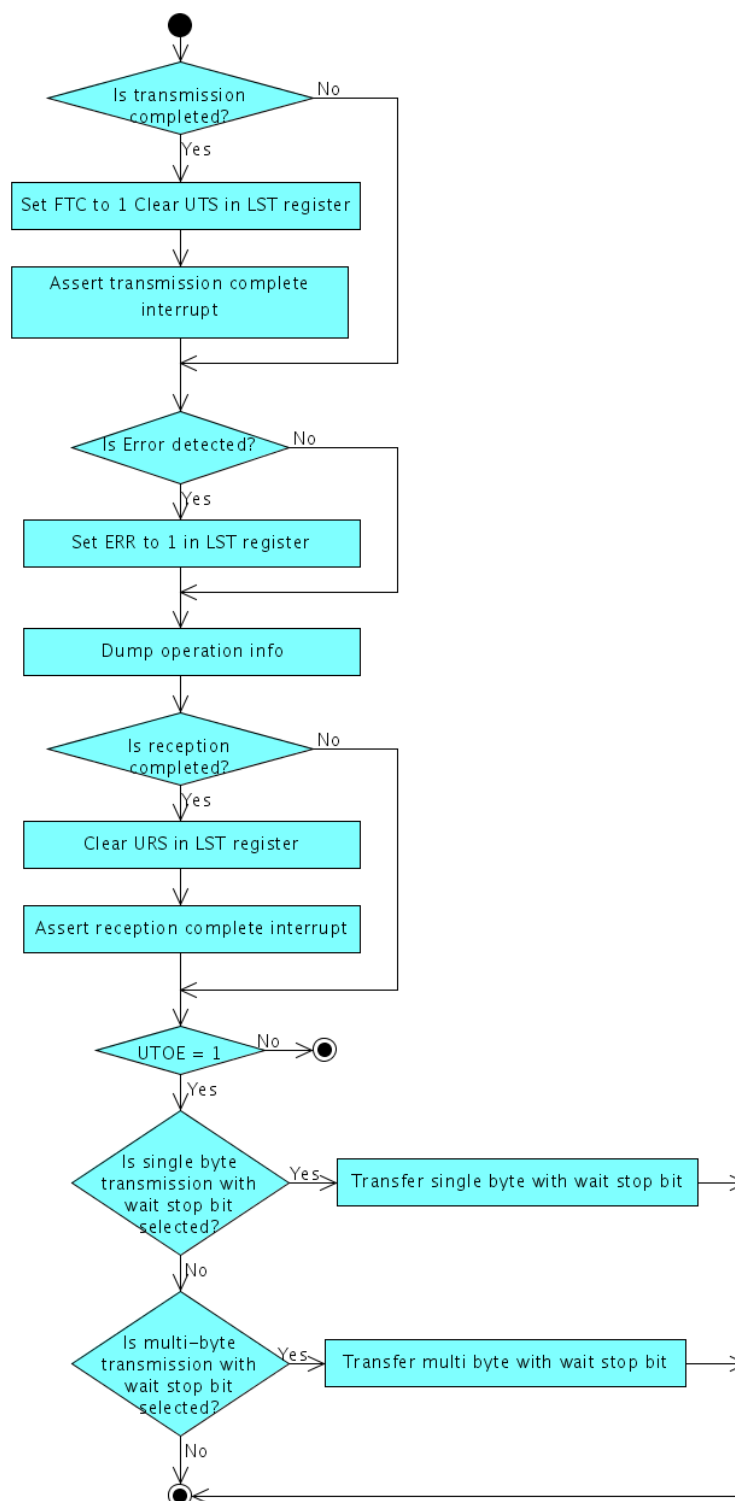 Is transmission
No
completed?
Yes
Set FTC to 1 Clear UTS in LST register
Assert transmission complete
interrupt
Is Error detected?
No
Yes
Set ERR to 1 in LST register
Dump operation info
Is reception
No
completed?
Yes
Clear URS in LST register
Assert reception complete interrupt
UTOE = 1
No
Yes
Is single byte
transmission with
wait stop bit
selected?
Yes
Transfer single byte with wait stop bit
No
Is multi-byte
transmission with
wait stop bit
selected?
Yes
Transfer multi byte with wait stop bit
No